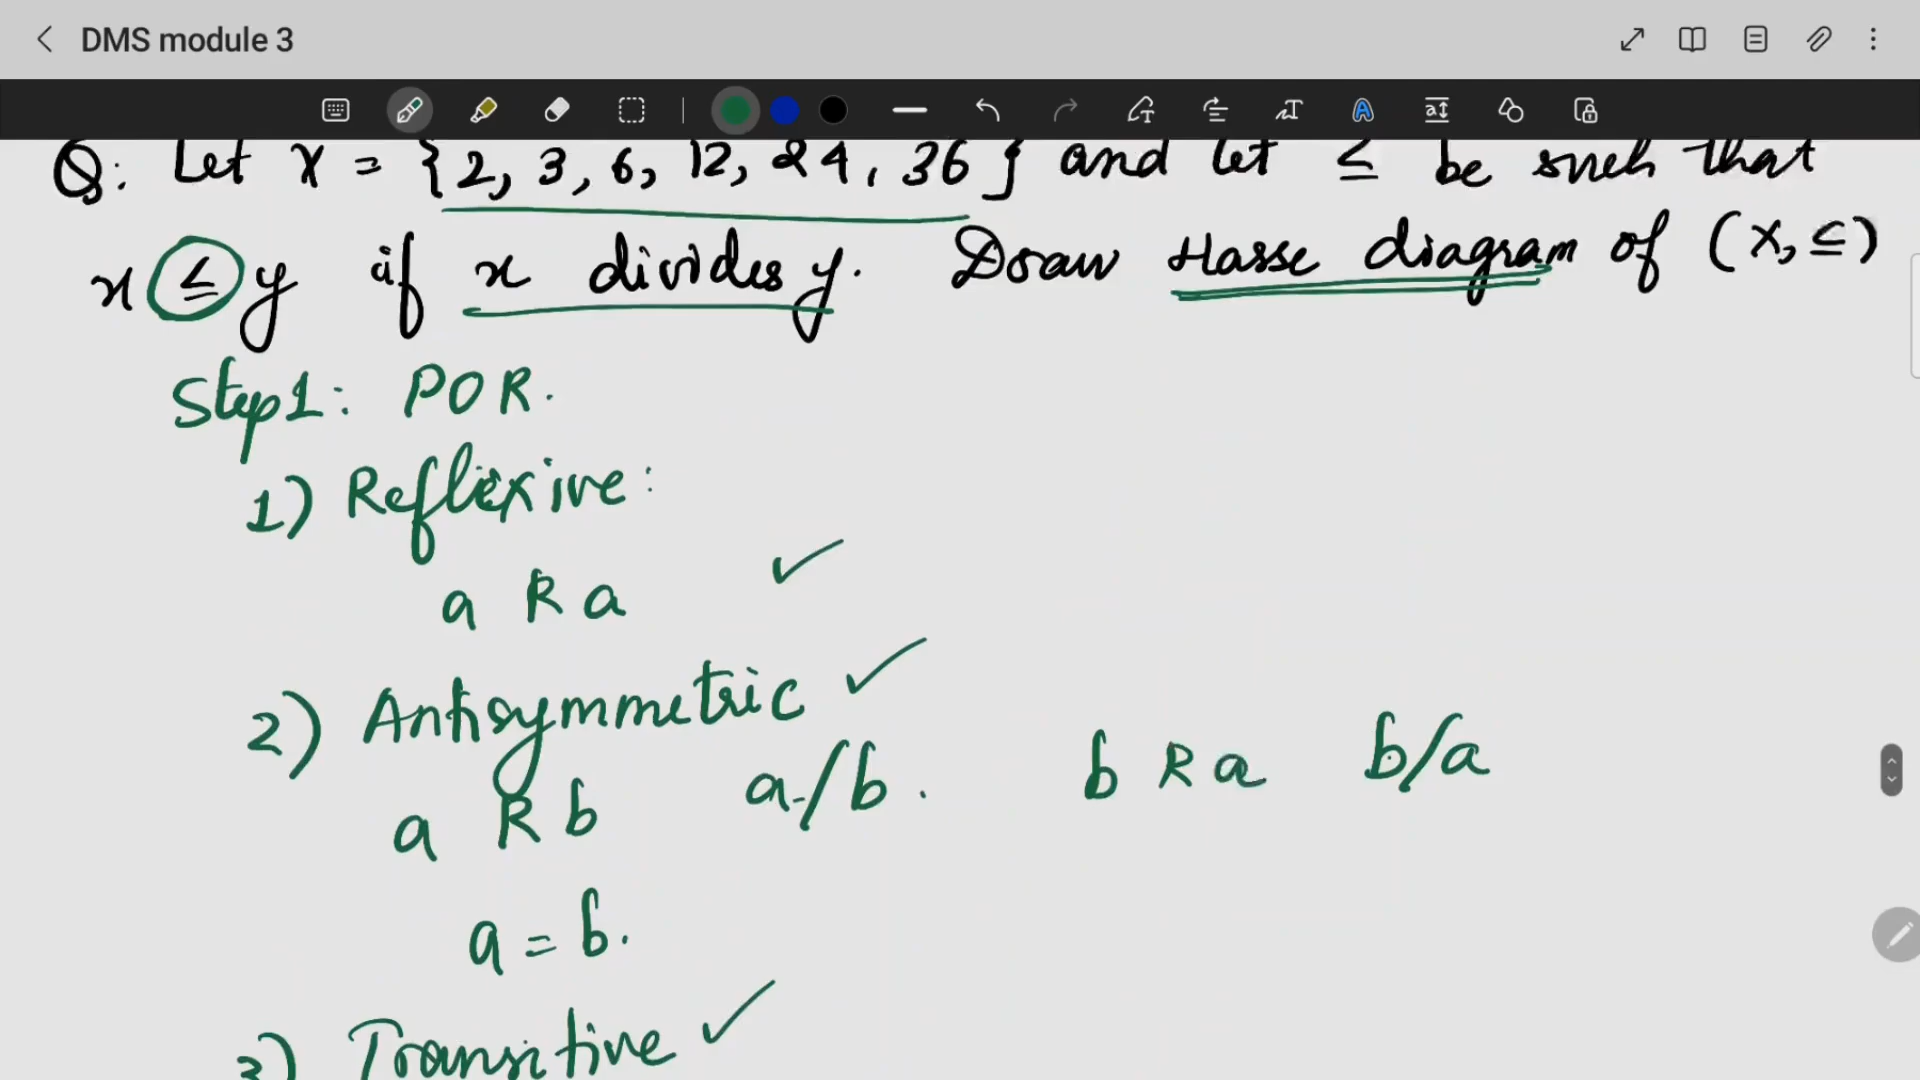 DMS module 3
Q: Let X = {2, 3, 6, 12, 24, 36} and let ≤ be such that
x ≤ y if x divides y. Draw Hasse diagram of (X, ≤)
Step1: POR.
1) Reflexive:
a R a ✓
2) Antisymmetric ✓
a R b a/b. b R a b/a
a = b.
3) Transitive ✓